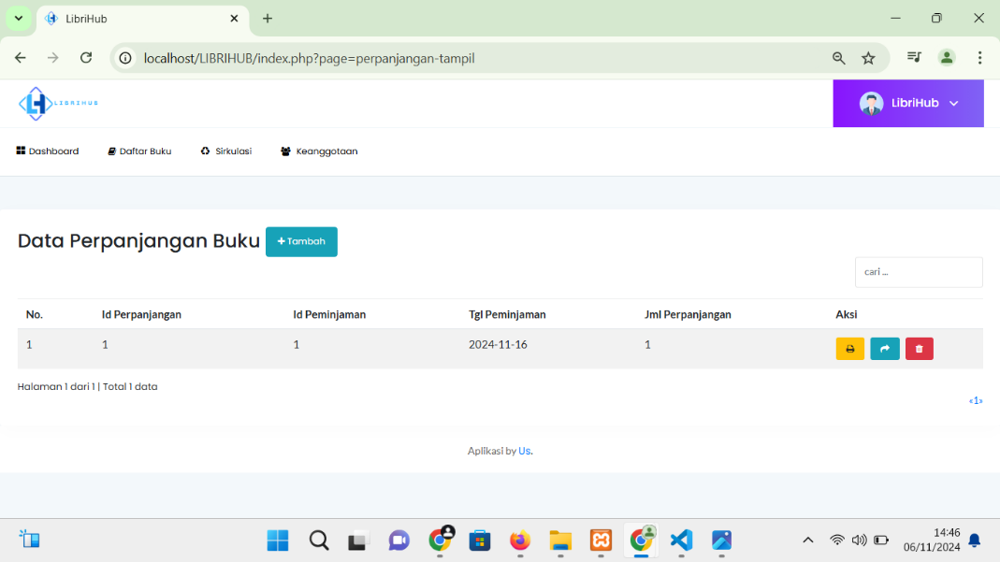 LibriHub
localhost/LIBRIHUB/index.php?page=perpanjangan-tampil
LIBRIHUB
LibriHub
Dashboard Daftar Buku Sirkulasi Keanggotaan
Data Perpanjangan Buku + Tambah
cari ...
No. Id Perpanjangan Id Peminjaman Tgl Peminjaman Jml Perpanjangan Aksi
1 1 1 2024-11-16 1
Halaman 1 dari 1 | Total 1 data
«1»
Aplikasi by Us.
14:46
06/11/2024